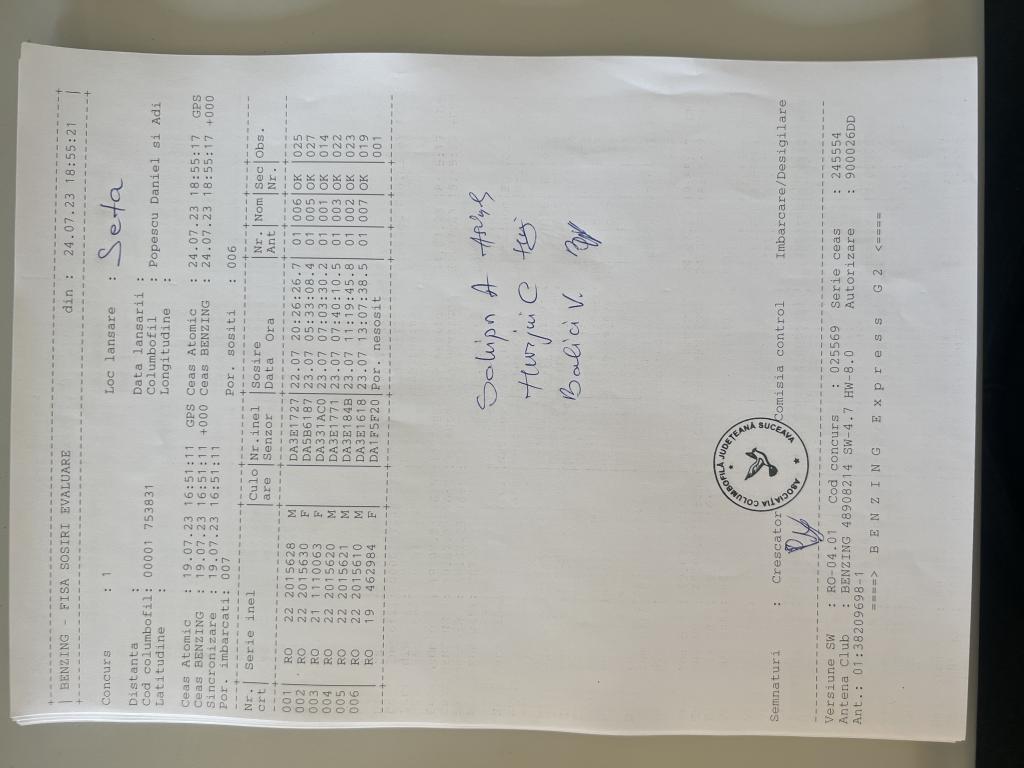 BENZING - FISA SOSIRI EVALUARE din : 24.07.23 18:55:21
Concurs : 1 Loc lansare : Seta
Distanta : Data lansarii :
Cod columbofil: 00001 753831 Columbofil : Popescu Daniel si Adi
Latitudine : Longitudine :
Ceas Atomic : 19.07.23 16:51:11 GPS Ceas Atomic : 24.07.23 18:55:17 GPS
Ceas BENZING : 19.07.23 16:51:11 +000 Ceas BENZING : 24.07.23 18:55:17 +000
Sincronizare : 19.07.23 16:51:11
Por. imbarcati: 007 Por. sositi : 006
Nr.| Serie inel |Culo|Nr.inel |Sosire |Nr.| Nom |Sec|Obs.
crt| |are |Senzor |Data Ora |Ant| |Nr.|
001 | RO 22 2015628 M | |DA3E1727|22.07 20:26:26.7| 01|006|OK | 025
002 | RO 22 2015630 F | |DA5B6187|23.07 05:53:08.4| 01|005|OK | 027
003 | RO 21 1110063 F | |DA331AC0|23.07 07:03:30.2| 01|001|OK | 014
004 | RO 22 2015620 M | |DA3E1771|23.07 07:40:10.5| 01|003|OK | 022
005 | RO 22 2015621 M | |DA3E184B|23.07 11:19:45.8| 01|002|OK | 023
006 | RO 22 2015610 M | |DA3E1618|23.07 13:07:38.5| 01|007|OK | 019
RO 19 462984 F | |DA1F5F20|Por. nesosit | | | | 001
Balici V.
Semnaturi : Crescator Comisia control Imbarcare/Desigilare
ASOCIAȚIA COLUMBOFILĂ JUDEȚEANĂ SUCEAVA
Versiune SW : RO-04.01 Cod concurs : 025569 Serie ceas : 245554
Antena Club : BENZING 48908214 SW-4.7 HW-8.0 Autorizare : 900026DD
Ant.: 01:38209698-1
====> B E N Z I N G E x p r e s s G 2 <====